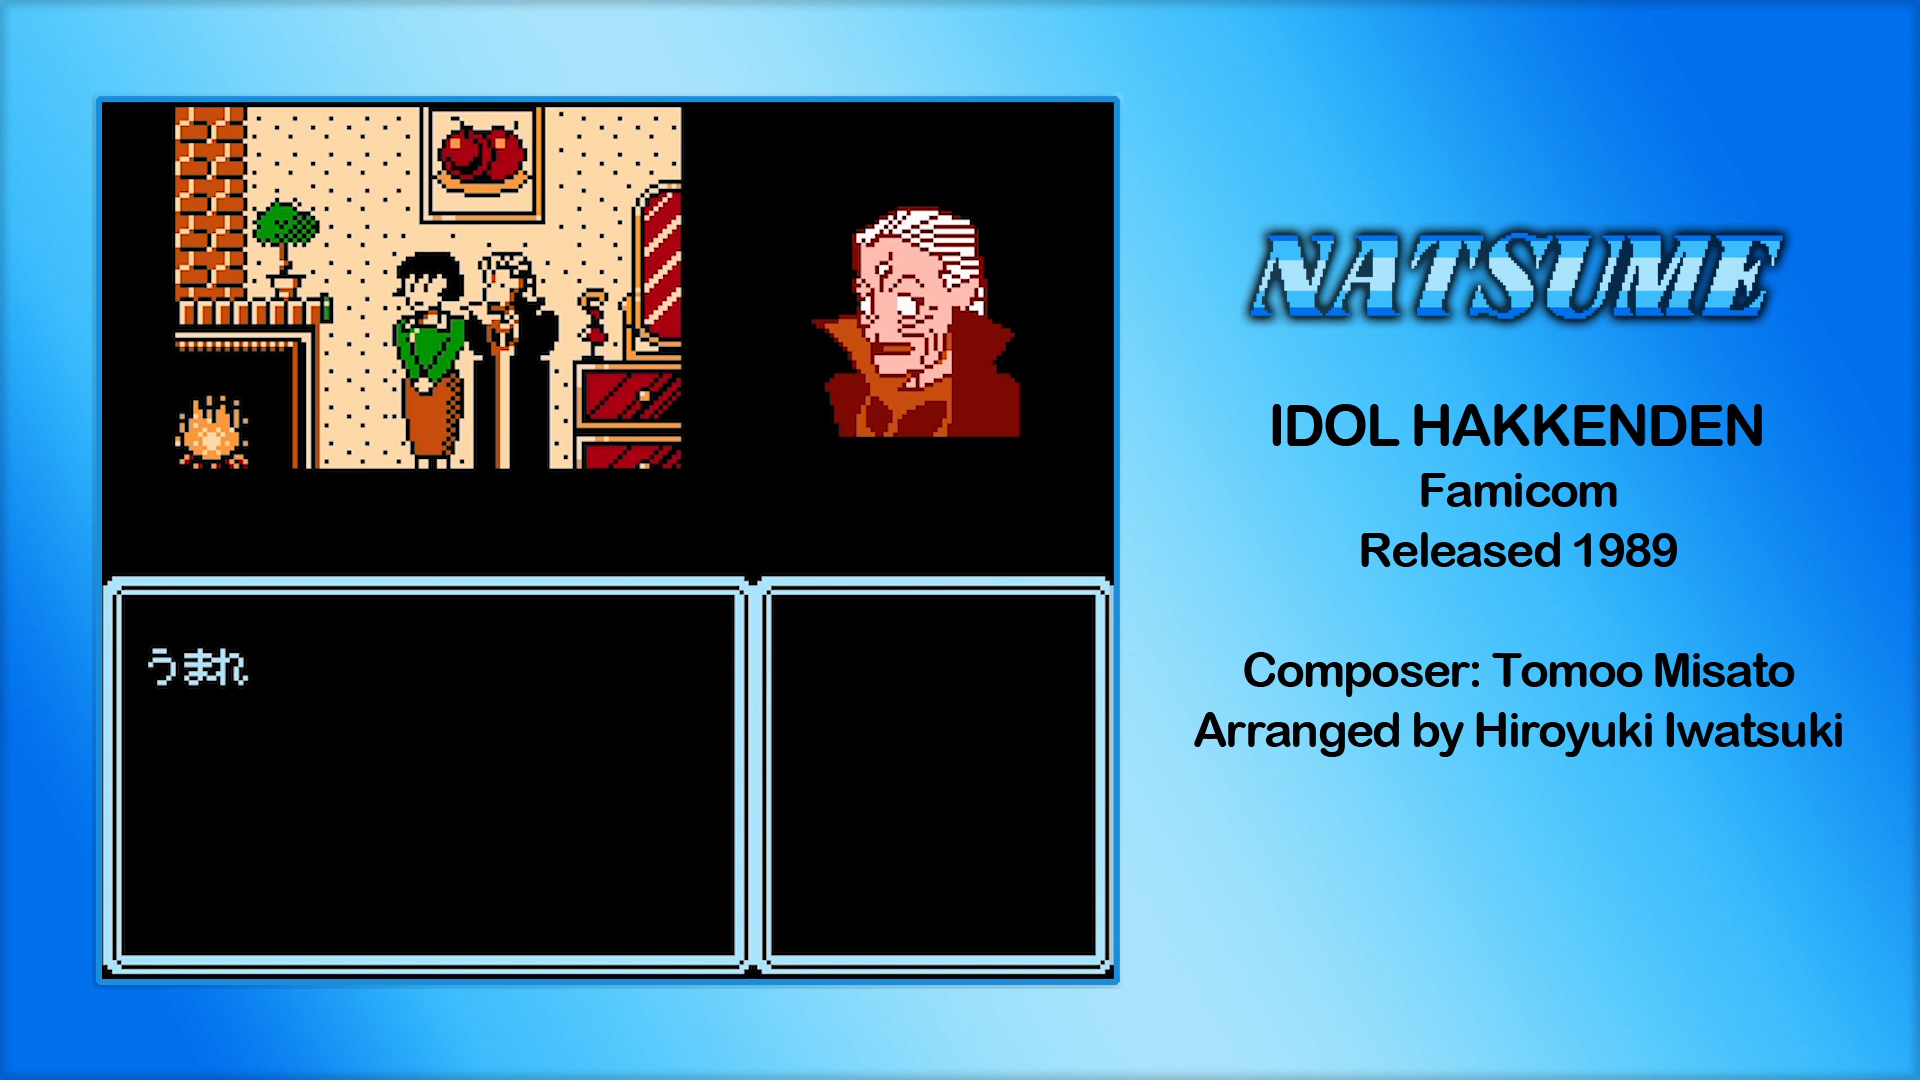 うまれ
NATSUME
IDOL HAKKENDEN
Famicom
Released 1989
Composer: Tomoo Misato
Arranged by Hiroyuki Iwatsuki